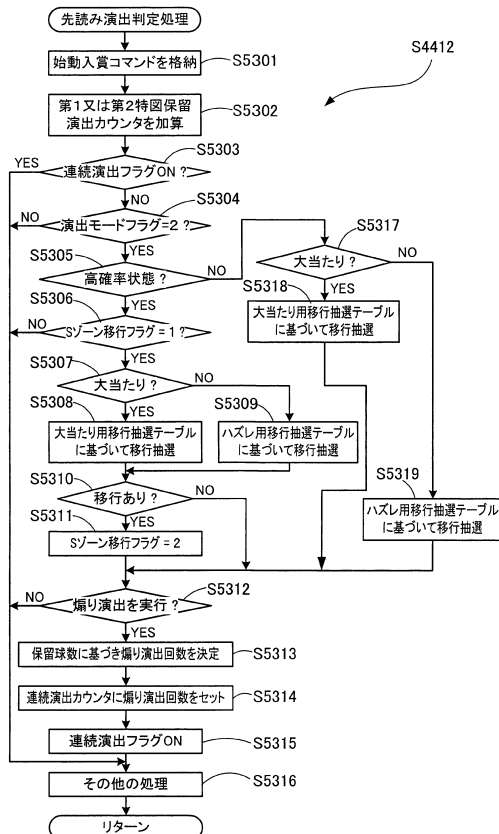 先読み演出判定処理
S4412
始動入賞コマンドを格納
S5301
第1又は第2特図保留
演出カウンタを加算
S5302
S5303
YES
連続演出フラグON?
NO
S5304
NO
演出モードフラグ=2?
YES
S5305
高確率状態?
NO
S5317
大当たり?
NO
YES
S5318
大当たり用移行抽選テーブル
に基づいて移行抽選
S5306
YES
NO
Sゾーン移行フラグ=1?
YES
S5307
大当たり?
NO
YES
S5308
大当たり用移行抽選テーブル
に基づいて移行抽選
S5309
ハズレ用移行抽選テーブル
に基づいて移行抽選
S5310
移行あり?
NO
S5319
ハズレ用移行抽選テーブル
に基づいて移行抽選
YES
S5311
Sゾーン移行フラグ=2
S5312
NO
煽り演出を実行?
YES
保留球数に基づき煽り演出回数を決定
S5313
連続演出カウンタに煽り演出回数をセット
S5314
連続演出フラグON
S5315
その他の処理
S5316
リターン